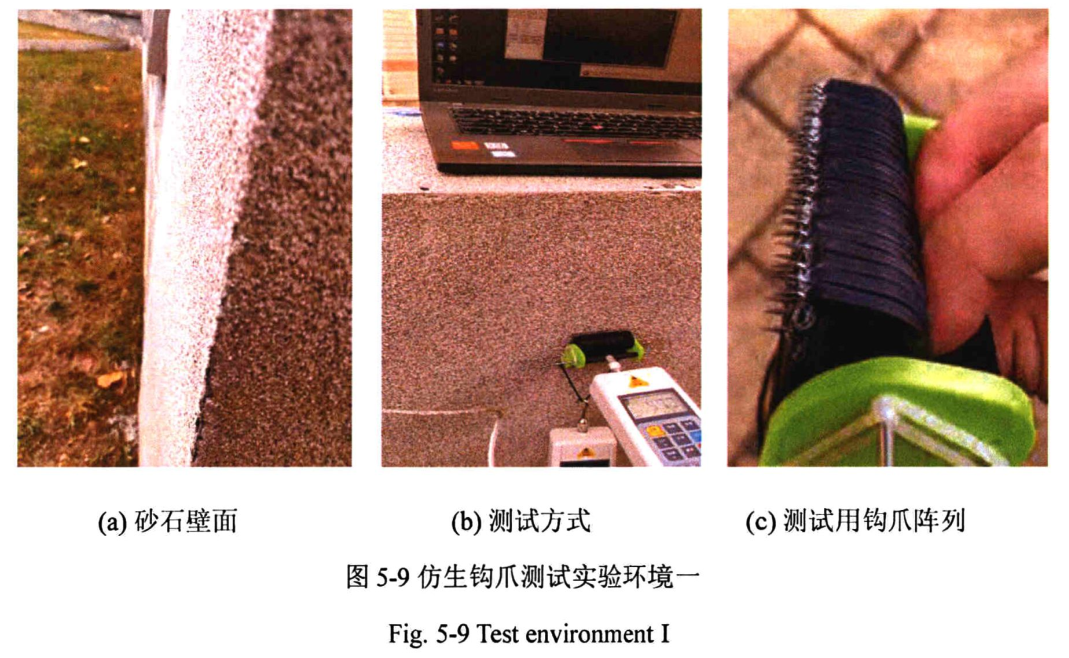 (a) 砂石壁面
(b) 测试方式
(c) 测试用钩爪阵列
图 5-9 仿生钩爪测试实验环境一
Fig. 5-9 Test environment I